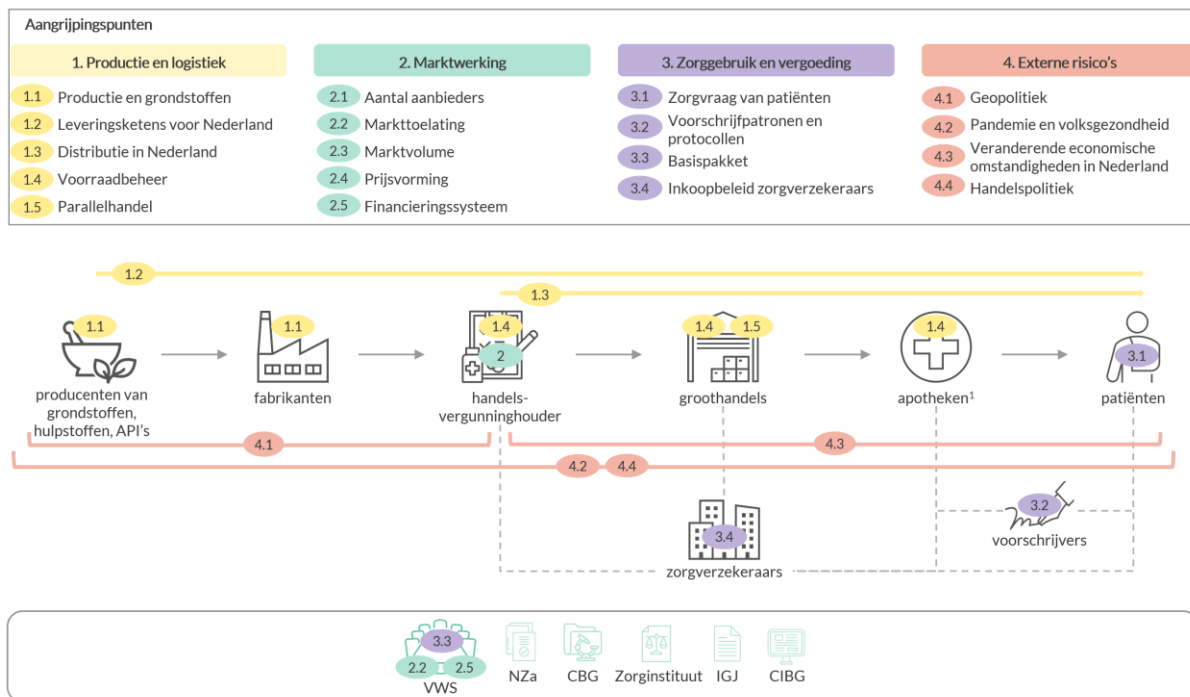 Aangrijpingspunten
1. Productie en logistiek
1.1 Productie en grondstoffen
1.2 Leveringsketens voor Nederland
1.3 Distributie in Nederland
1.4 Voorraadbeheer
1.5 Parallelhandel
2. Marktwerking
2.1 Aantal aanbieders
2.2 Markttoelating
2.3 Marktvolume
2.4 Prijsvorming
2.5 Financieringssysteem
3. Zorggebruik en vergoeding
3.1 Zorgvraag van patiënten
3.2 Voorschrijfpatronen en
protocollen
3.3 Basispakket
3.4 Inkoopbeleid zorgverzekeraars
4. Externe risico's
4.1 Geopolitiek
4.2 Pandemie en volksgezondheid
4.3 Veranderende economische
omstandigheden in Nederland
4.4 Handelspolitiek
1.2
1.3
1.1
1.1
1.4
2
1.4 1.5
1.4
3.1
producenten van
grondstoffen,
hulpstoffen, API's
fabrikanten
handels-
vergunninghouder
groothandels
apotheken¹
patiënten
4.1
4.3
4.2 4.4
3.4
zorgverzekeraars
3.2
voorschrijvers
3.3
2.2 2.5
VWS
NZa
CBG
Zorginstituut
IGJ
CIBG